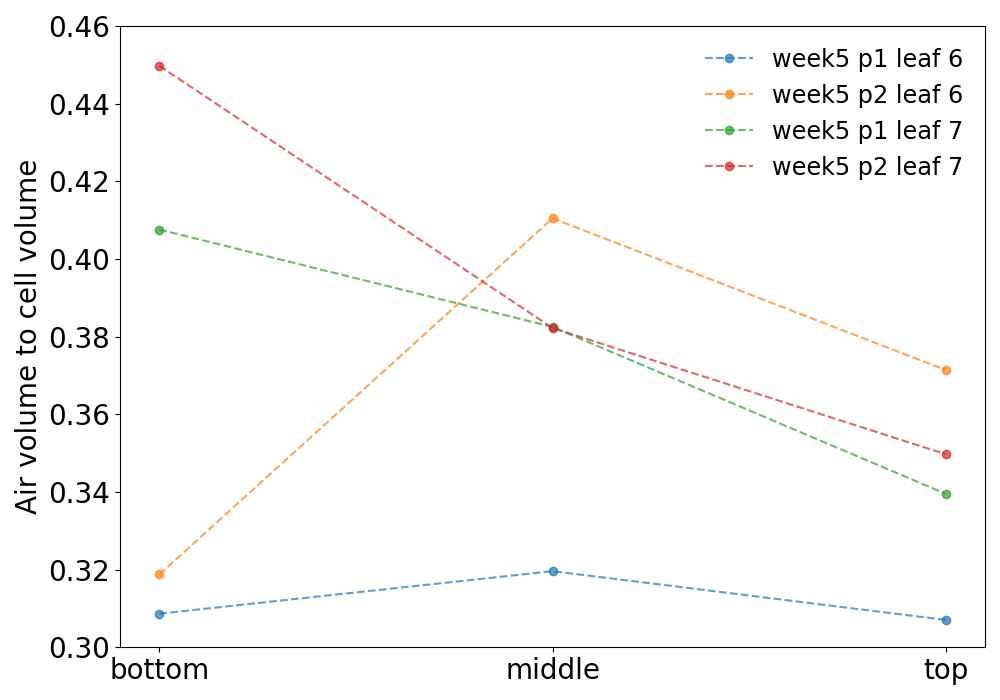 0.46
0.44
0.42
0.40
0.38
0.36
0.34
0.32
0.30
Air volume to cell volume
bottom
middle
top
week5 p1 leaf 6
week5 p2 leaf 6
week5 p1 leaf 7
week5 p2 leaf 7